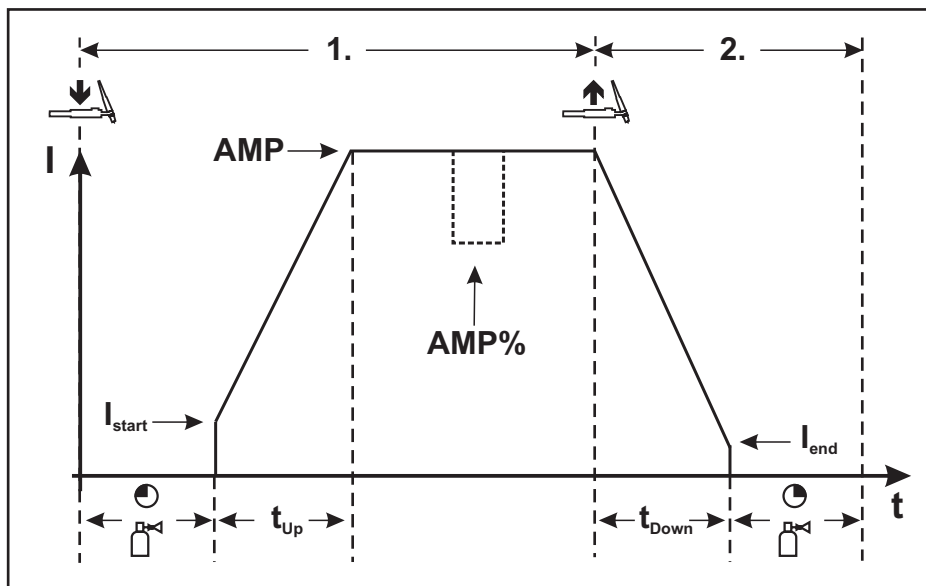 1.
2.
AMP
I
AMP%
Istart
Iend
t
tUp
tDown